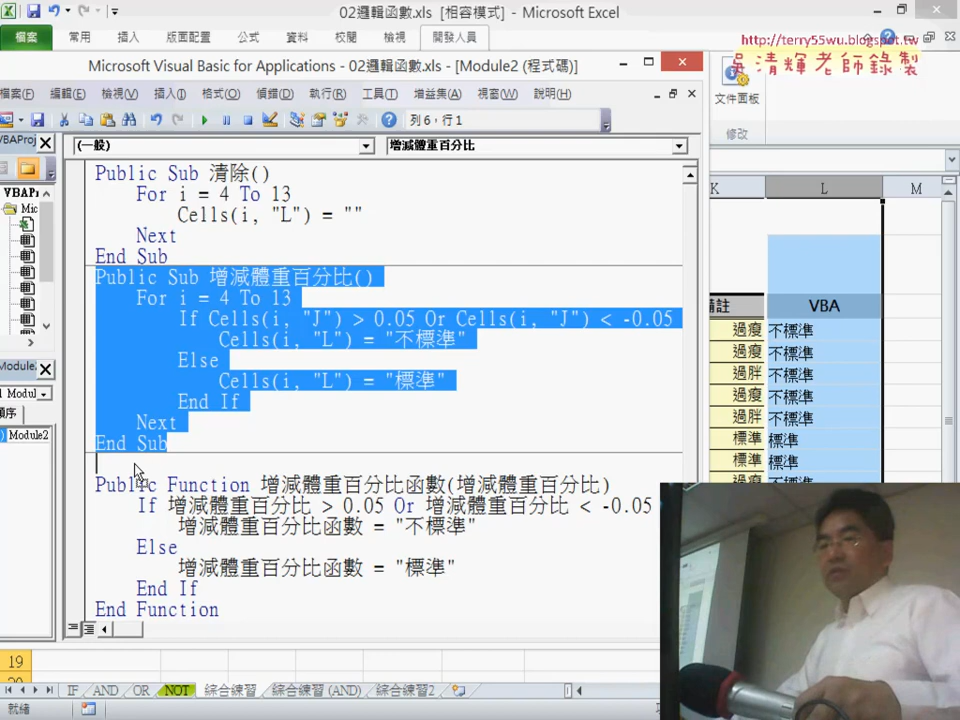 02邏輯函數.xls [相容模式] - Microsoft Excel
檔案 常用 插入 版面配置 公式 資料 校閱 檢視 開發人員
http://terry55wu.blogspot.tw
吳清輝老師錄製
Microsoft Visual Basic for Applications - 02邏輯函數.xls - [Module2 (程式碼)]
文件面板
修改
檔案(F) 編輯(E) 檢視(V) 插入(I) 格式(O) 偵錯(D) 執行(R) 工具(T) 增益集(A) 視窗(W) 說明(H)
列 6，行 1
VBAProj
(一般) 增減體重百分比
Public Sub 清除()
For i = 4 To 13
Cells(i, "L") = ""
Next
End Sub
Public Sub 增減體重百分比()
For i = 4 To 13
If Cells(i, "J") > 0.05 Or Cells(i, "J") < -0.05
Cells(i, "L") = "不標準"
Else
Cells(i, "L") = "標準"
End If
Next
End Sub
Public Function 增減體重百分比函數(增減體重百分比)
If 增減體重百分比 > 0.05 Or 增減體重百分比 < -0.05
增減體重百分比函數 = "不標準"
Else
增減體重百分比函數 = "標準"
End If
End Function
VBAP
Mic
Module
Modul
順序
Module2
K L M
備註 VBA
過瘦 不標準
過瘦 不標準
過胖 不標準
過瘦 不標準
過胖 不標準
標準 標準
標準 標準
過瘦
19
IF AND OR NOT 綜合練習 綜合練習 (AND) 綜合練習2
就緒